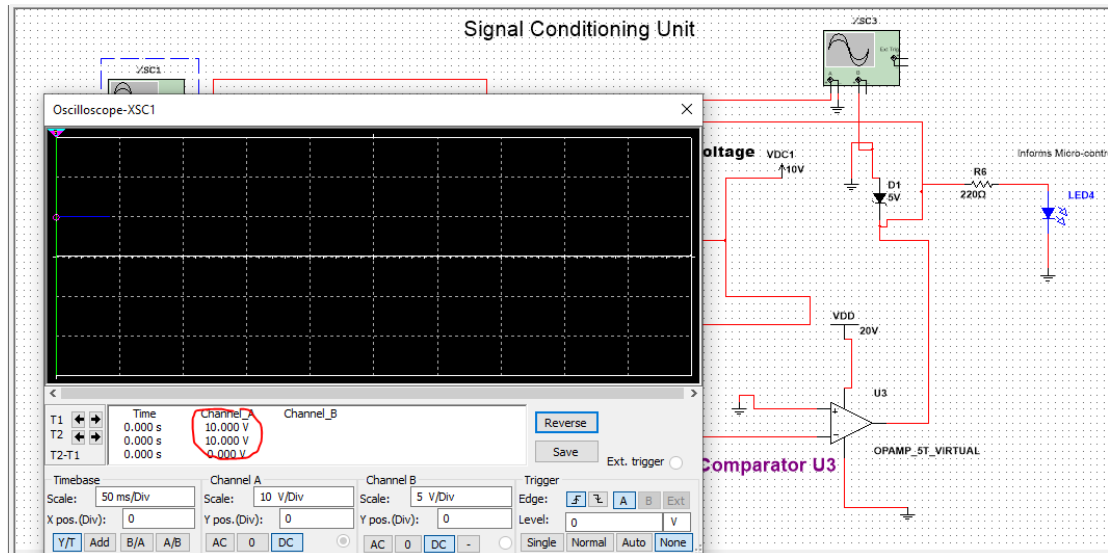 Signal Conditioning Unit
XSC3
Ext Trig
XSC1
Oscilloscope-XSC1
oltage
VDC1
10V
Informs Micro-contr
D1
5V
R6
220Ω
LED4
VDD
20V
U3
OPAMP_5T_VIRTUAL
Comparator U3
Time Channel_A Channel_B
T1 0.000 s 10.000 V
T2 0.000 s 10.000 V
T2-T1 0.000 s 0.000 V
Reverse
Save
Ext. trigger
Timebase
Scale: 50 ms/Div
X pos.(Div): 0
Y/T Add B/A A/B
Channel A
Scale: 10 V/Div
Y pos.(Div): 0
AC 0 DC
Channel B
Scale: 5 V/Div
Y pos.(Div): 0
AC 0 DC -
Trigger
Edge: A B Ext
Level: 0 V
Single Normal Auto None